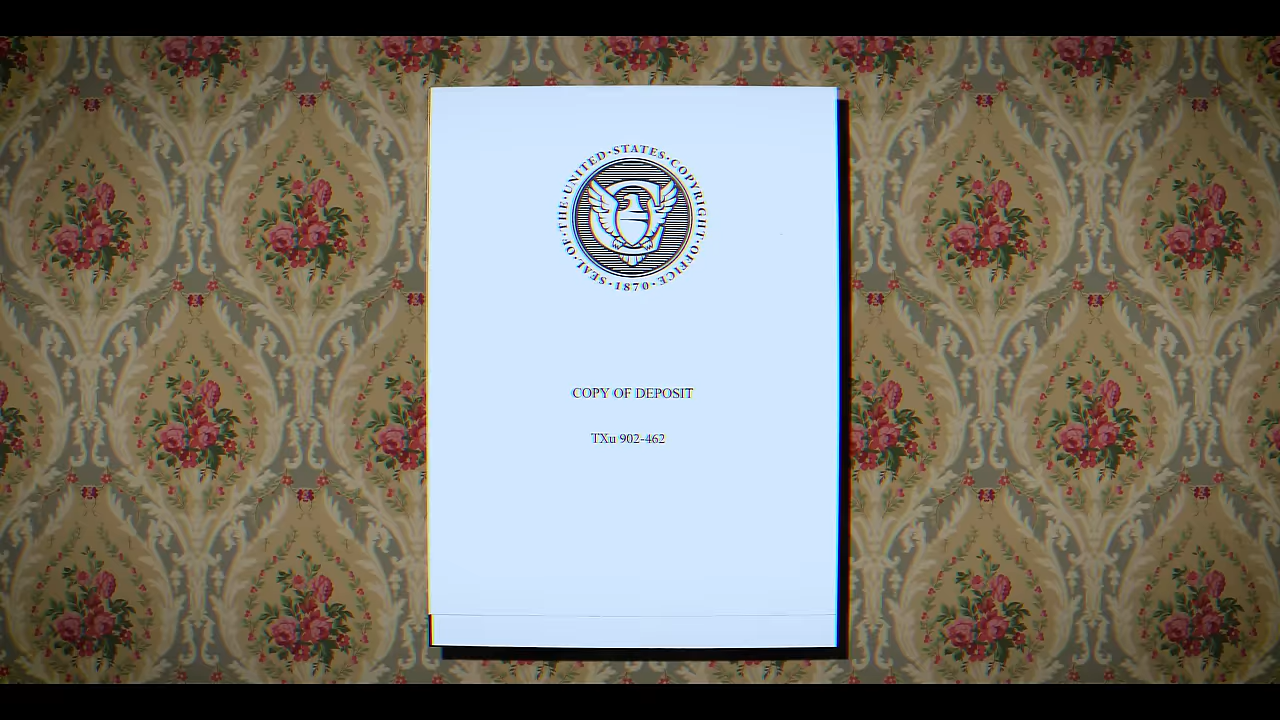 SEAL·OF·THE·UNITED·STATES·COPYRIGHT·OFFICE
·1870·
COPY OF DEPOSIT
TXu 902-462